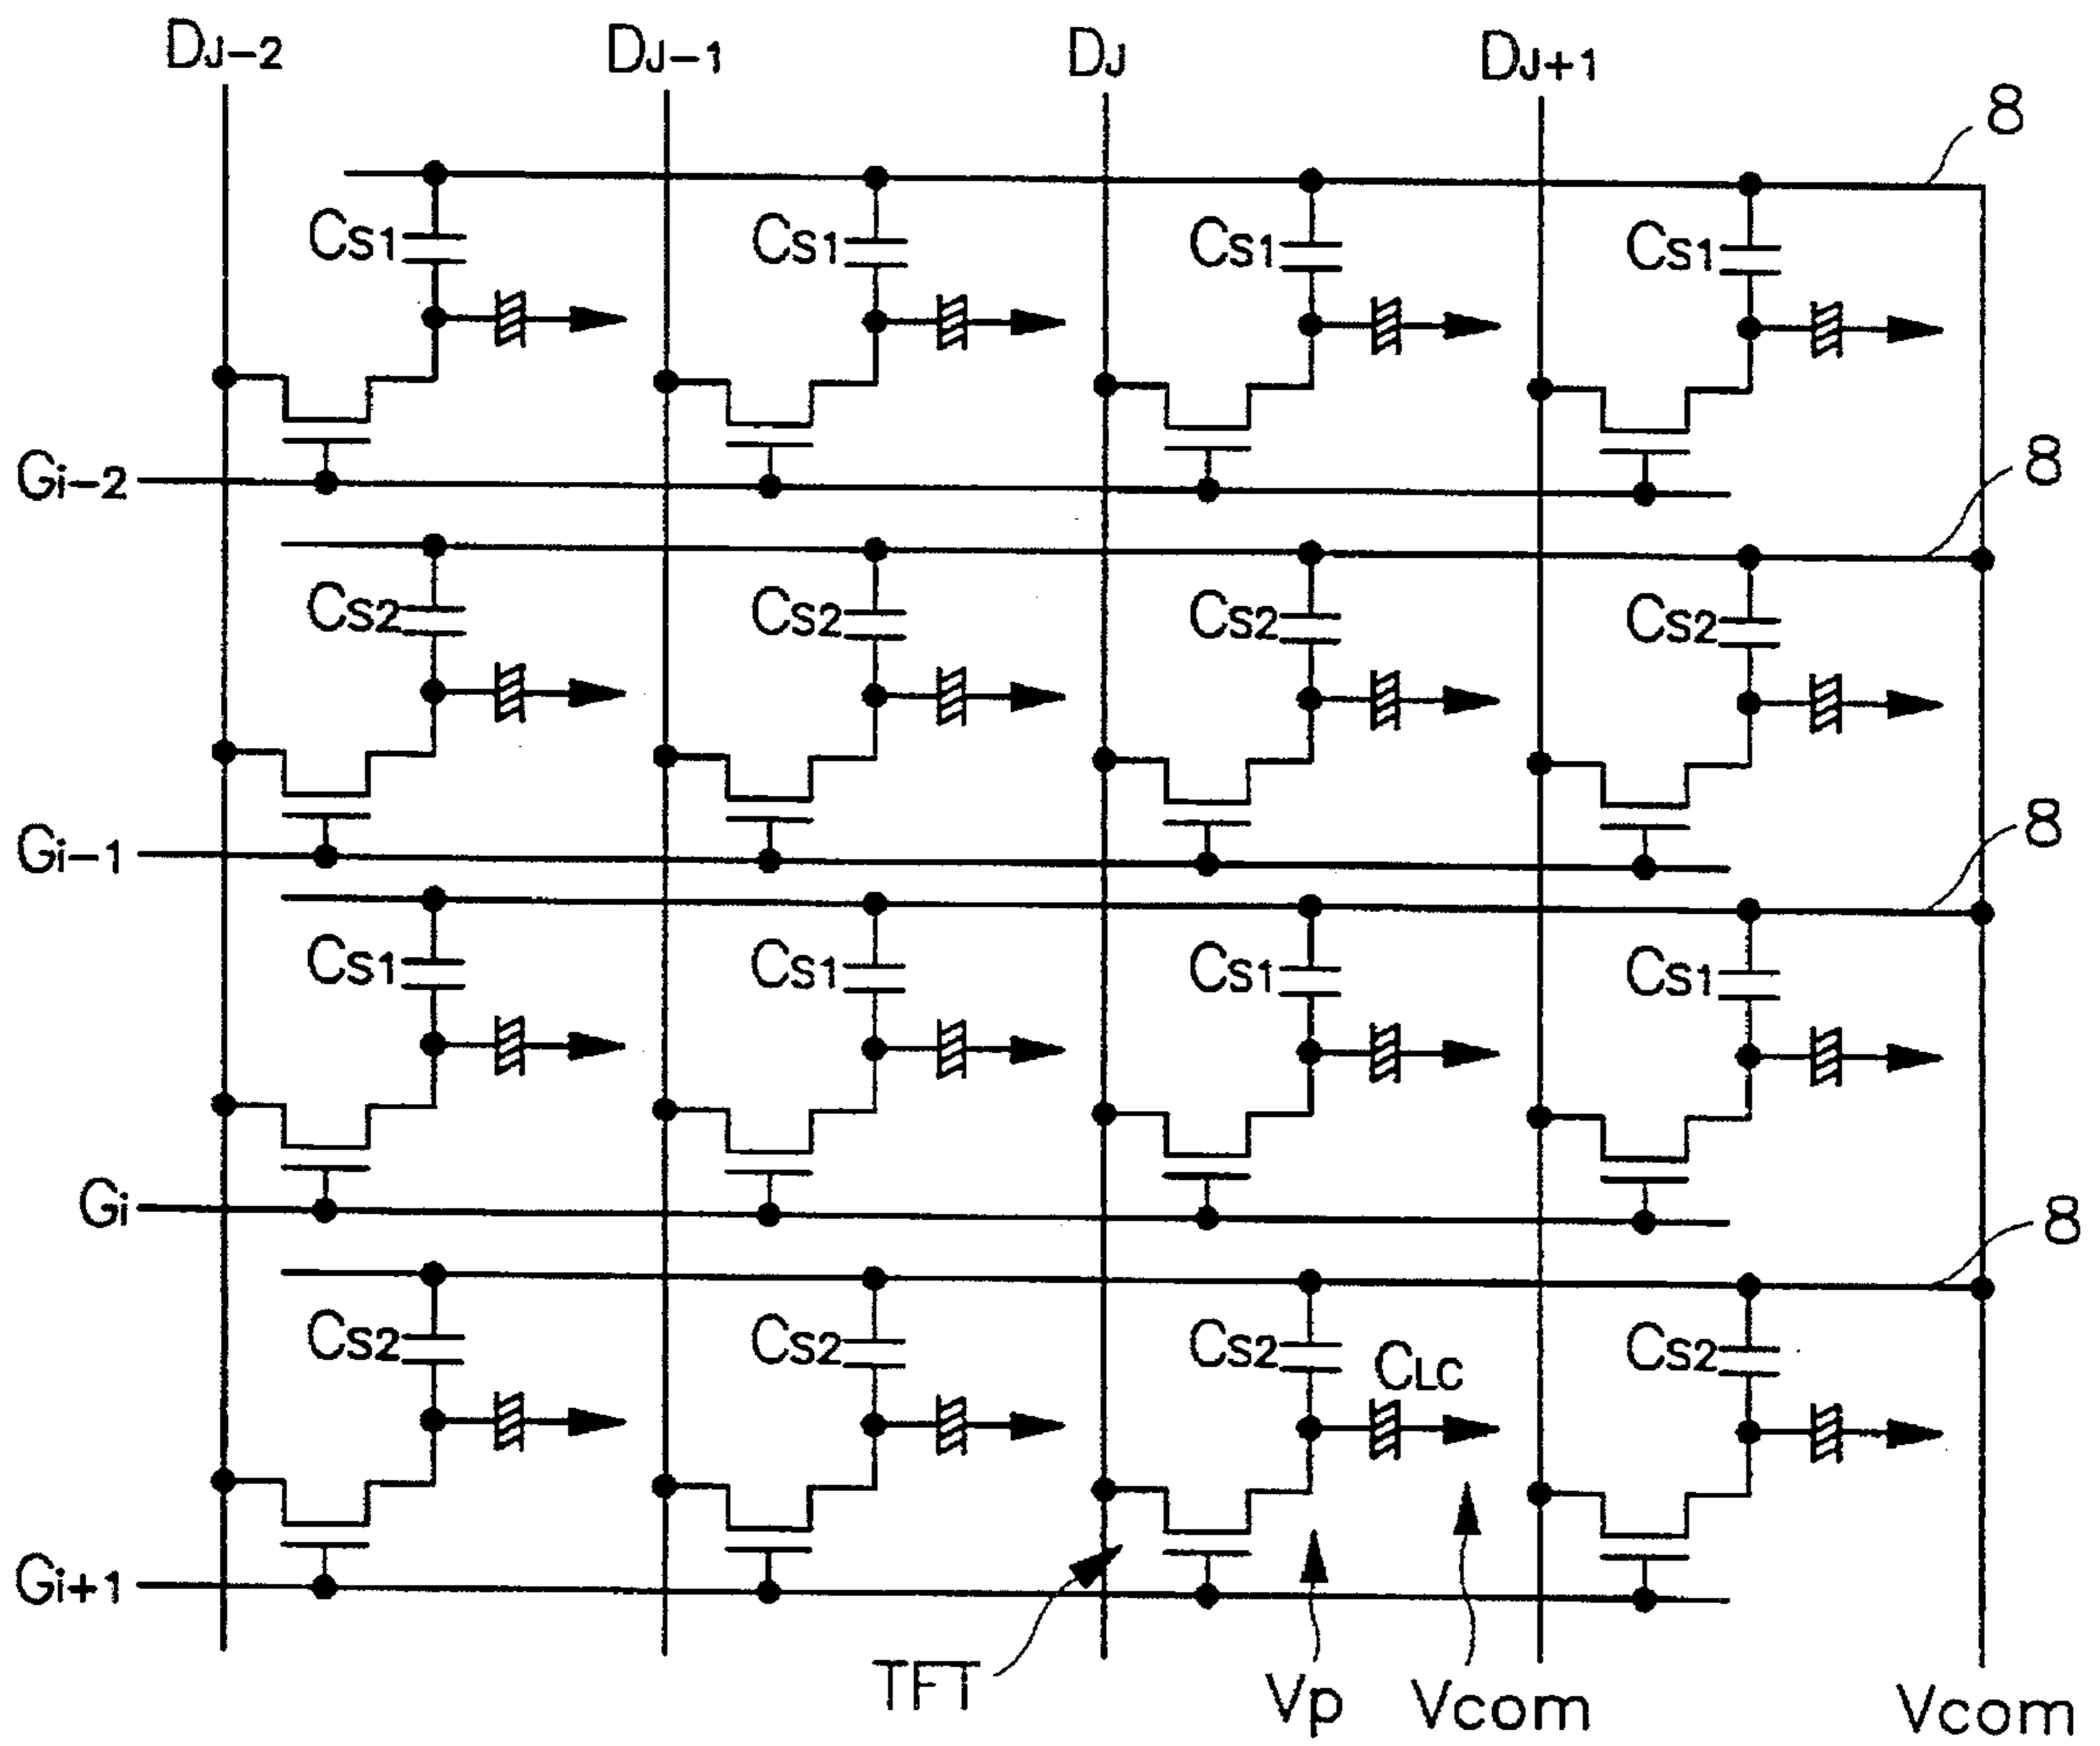 DJ-2 DJ-1 DJ DJ+1
8
CS1 CS1 CS1 CS1
Gi-2
8
CS2 CS2 CS2 CS2
Gi-1
8
CS1 CS1 CS1 CS1
Gi
8
CS2 CS2 CS2 CS2
CLC
Gi+1
TFT Vp Vcom Vcom